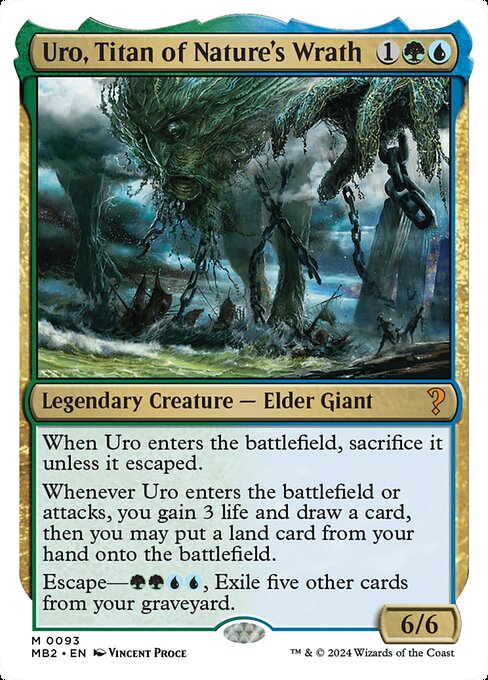 Uro, Titan of Nature's Wrath 1
Legendary Creature — Elder Giant
When Uro enters the battlefield, sacrifice it
unless it escaped.
Whenever Uro enters the battlefield or
attacks, you gain 3 life and draw a card,
then you may put a land card from your
hand onto the battlefield.
Escape—, Exile five other cards
from your graveyard.
6/6
M 0093
MB2 • EN Vincent Proce
™ & © 2024 Wizards of the Coast